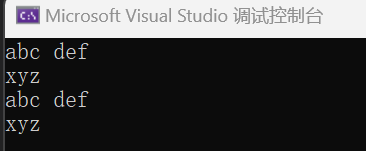 Microsoft Visual Studio 调试控制台
abc def
xyz
abc def
xyz